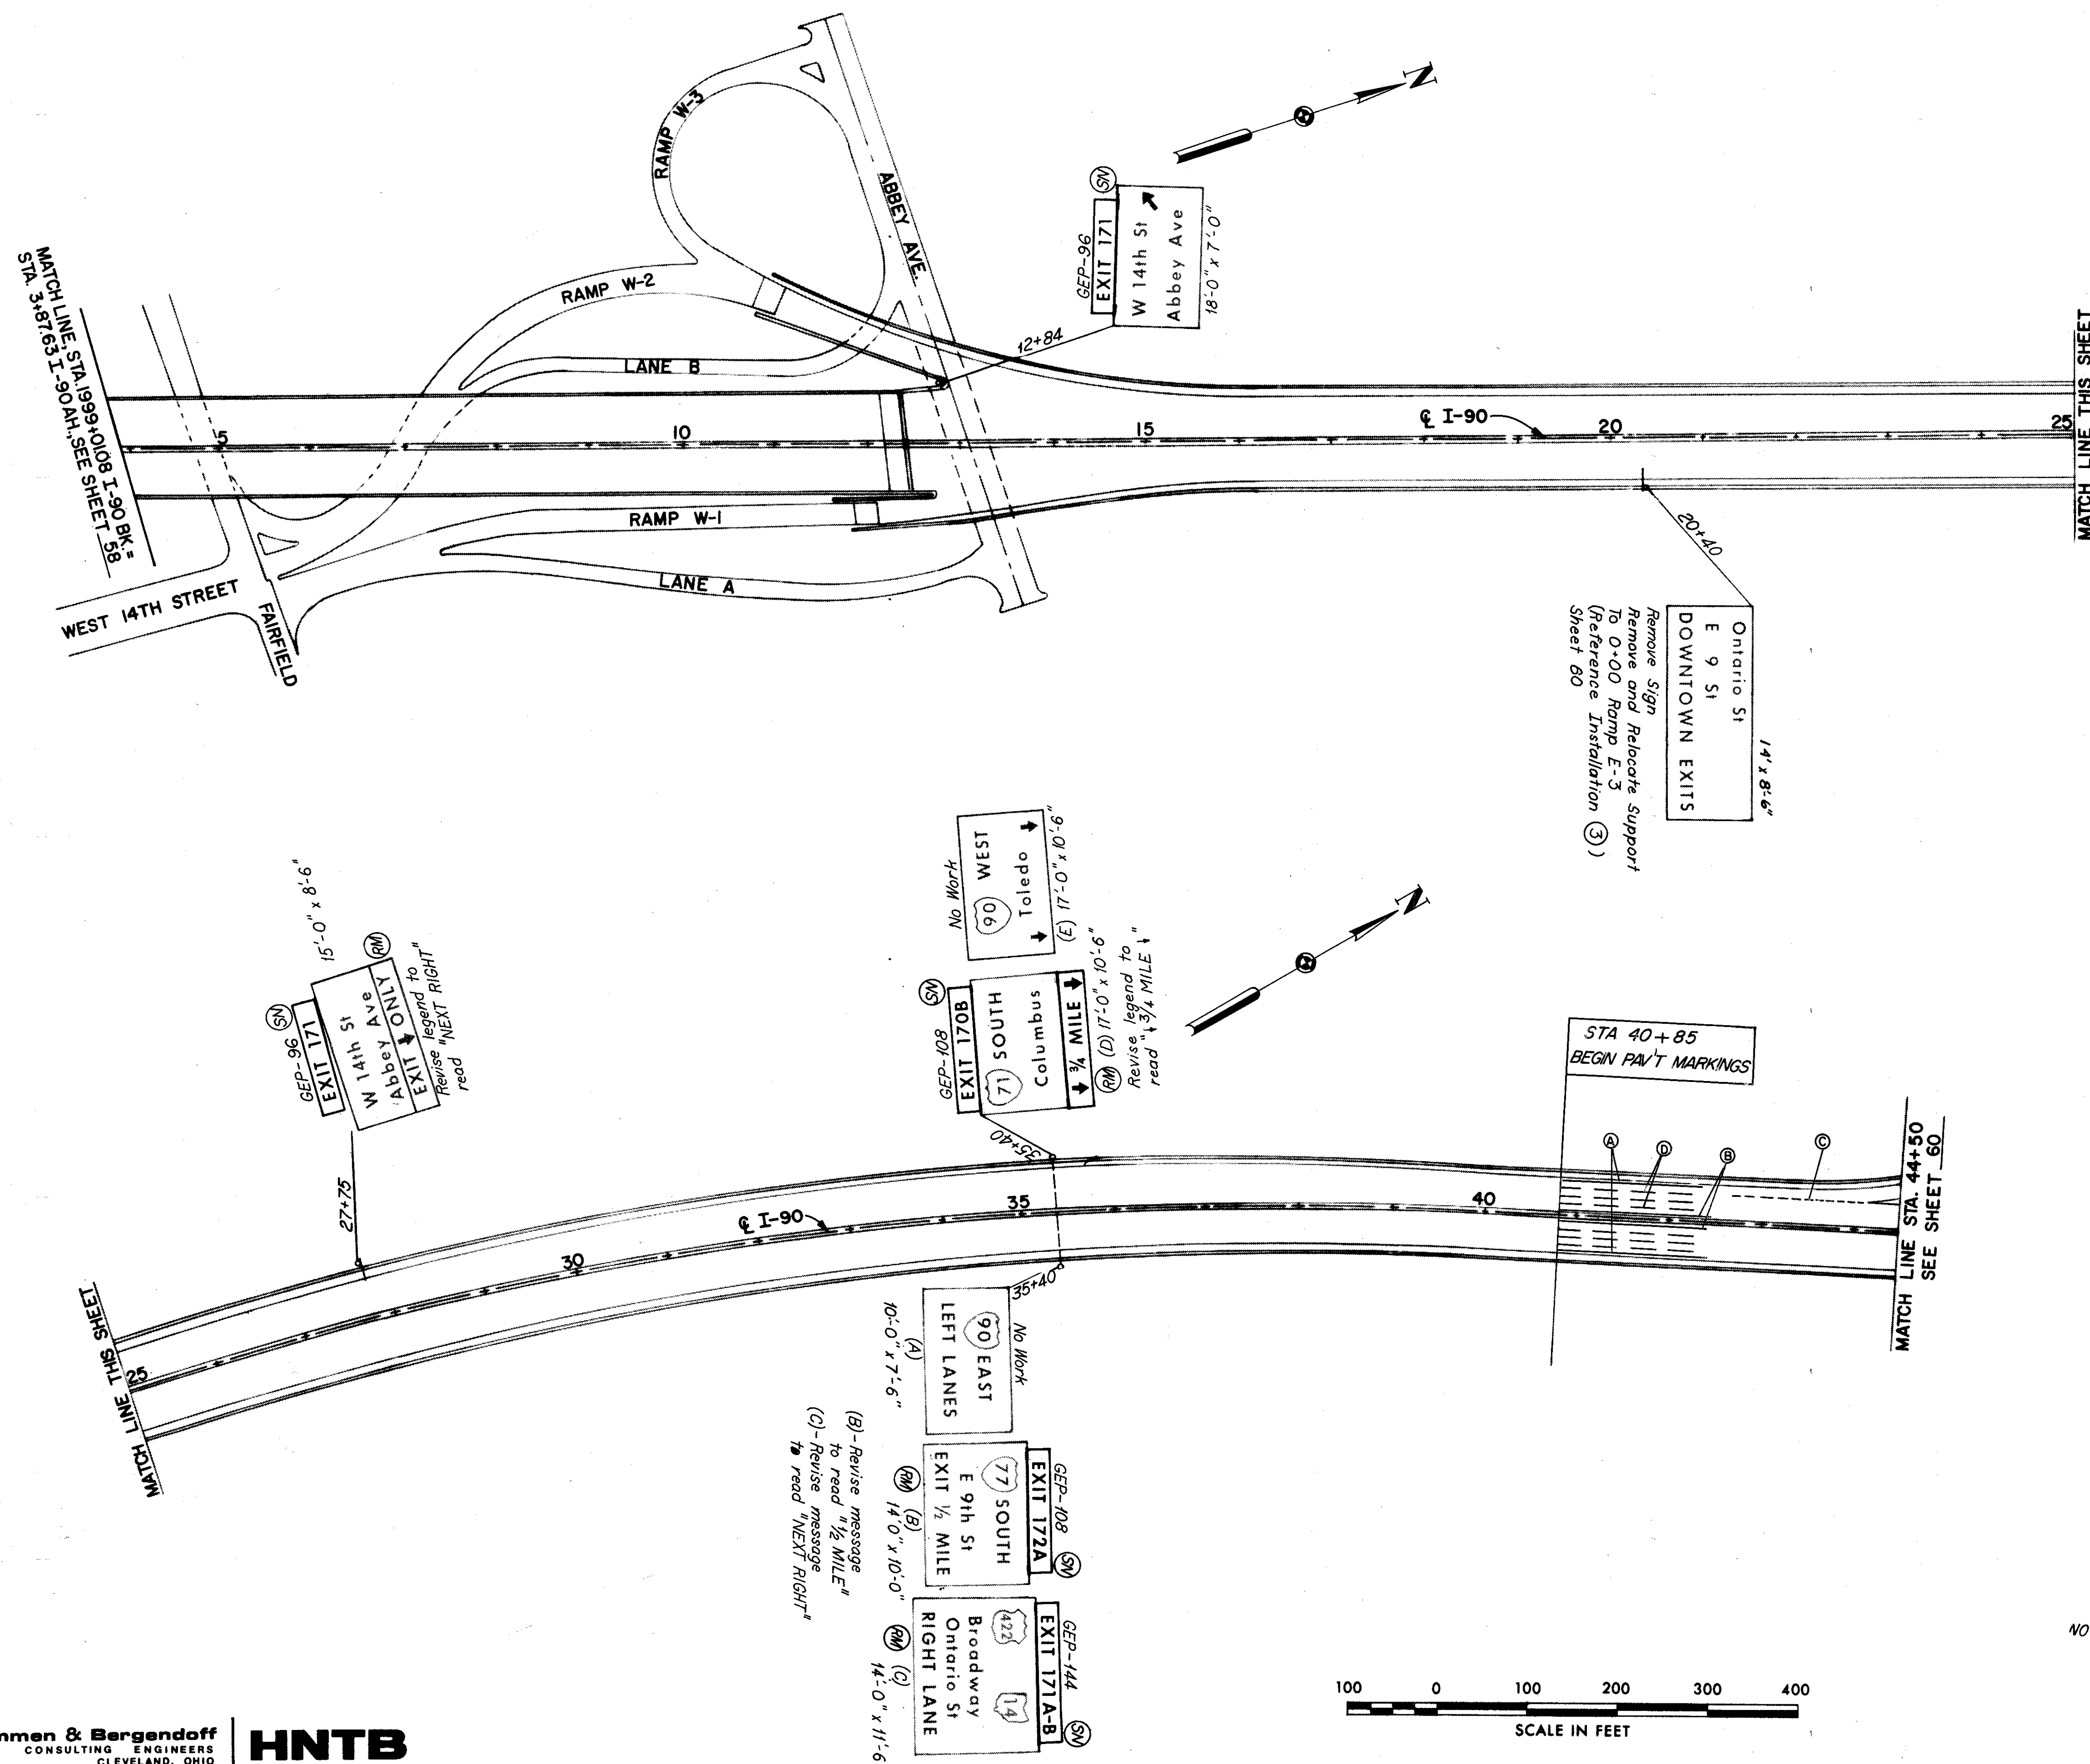 N
RAMP W-3
ABBEY AVE.
SN
GEP-96
EXIT 171
W 14th St
Abbey Ave
18'-0" x 7'-0"
12+84
RAMP W-2
LANE B
MATCH LINE, STA. 1999+01.08 I-90 BK.=
STA. 3+87.63 I-90 AH., SEE SHEET 58
5
10
15
℄ I-90
20
25
MATCH LINE THIS SHEET
RAMP W-1
LANE A
WEST 14TH STREET
FAIRFIELD
20+40
Ontario St
E 9 St
DOWNTOWN EXITS
14' x 8'-6"
Remove Sign
Remove and Relocate Support
To 0+00 Ramp E-3
(Reference Installation 3)
Sheet 60
N
No Work
90 WEST
Toledo
(E) 17'-0" x 10'-6"
SN
GEP-108
EXIT 170B
71 SOUTH
Columbus
3/4 MILE
RM (D) 17'-0" x 10'-6"
Revise legend to
read "3/4 MILE"
35+40
15'-0" x 8'-6"
GEP-96 SN
EXIT 171
W 14th St
Abbey Ave
EXIT ONLY
RM
Revise legend to
read "NEXT RIGHT"
27+75
STA 40+85
BEGIN PAV'T MARKINGS
A
D
B
C
MATCH LINE STA. 44+50
SEE SHEET 60
MATCH LINE THIS SHEET
25
30
℄ I-90
35
40
35+40
No Work
90 EAST
LEFT LANES
(A)
10'-0" x 7'-6"
GEP-108 SN
EXIT 172A
77 SOUTH
E 9th St
EXIT 1/2 MILE
RM (B)
14'0" x 10'-0"
(B)-Revise message
to read "1/2 MILE"
(C)-Revise message
to read "NEXT RIGHT"
GEP-144 SN
EXIT 171A-B
422 14
Broadway
Ontario St
RIGHT LANE
RM (C)
14'-0" x 11'-6
100 0 100 200 300 400
SCALE IN FEET
NO
mmen & Bergendoff
CONSULTING ENGINEERS
CLEVELAND, OHIO
HNTB